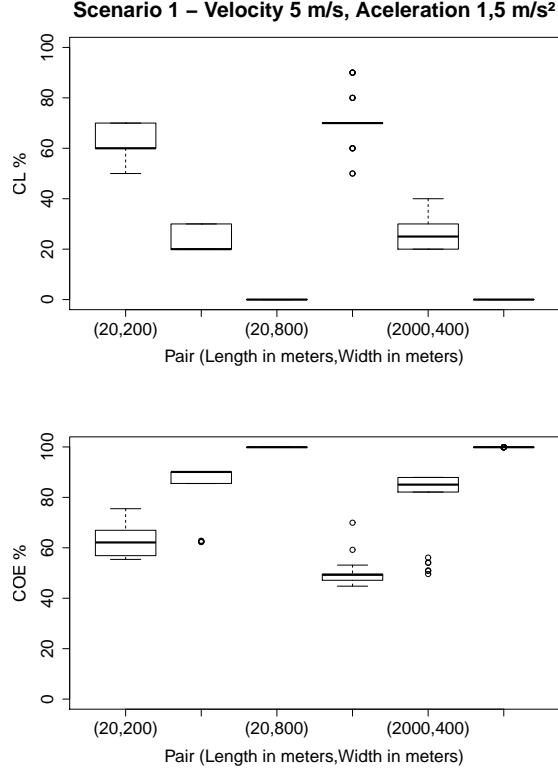 Scenario 1 − Velocity 5 m/s, Aceleration 1,5 m/s²
CL %
100
80
60
40
20
0
(20,200) (20,800) (2000,400)
Pair (Length in meters,Width in meters)
COE %
100
80
60
40
20
0
(20,200) (20,800) (2000,400)
Pair (Length in meters,Width in meters)